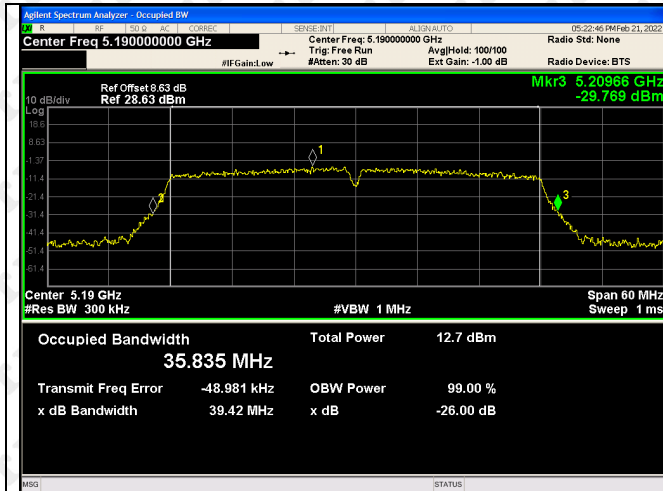 Agilent Spectrum Analyzer - Occupied BW
R RF 50 Ω AC CORREC SENSE:INT ALIGN AUTO 05:22:46 PM Feb 21, 2022
Center Freq 5.190000000 GHz Center Freq: 5.190000000 GHz Radio Std: None
Trig: Free Run Avg|Hold: 100/100
#IFGain:Low #Atten: 30 dB Ext Gain: -1.00 dB Radio Device: BTS
Mkr3 5.20966 GHz
-29.769 dBm
Ref Offset 8.63 dB
10 dB/div Ref 28.63 dBm
Log
18.6
8.63
-1.37
-11.4
-21.4
-31.4
-41.4
-51.4
-61.4
1
2
3
Center 5.19 GHz Span 60 MHz
#Res BW 300 kHz #VBW 1 MHz Sweep 1 ms
Occupied Bandwidth Total Power 12.7 dBm
35.835 MHz
Transmit Freq Error -48.981 kHz OBW Power 99.00 %
x dB Bandwidth 39.42 MHz x dB -26.00 dB
MSG STATUS